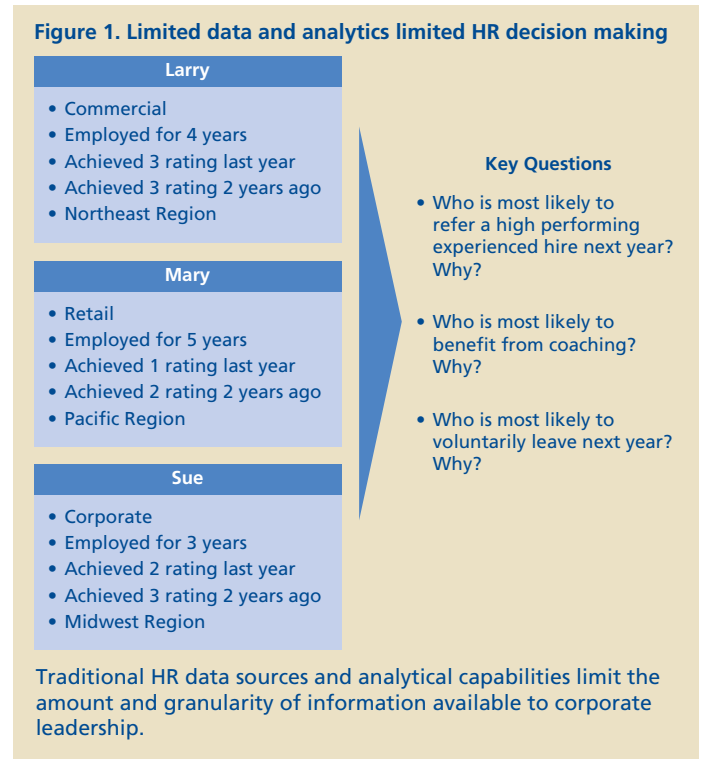 Figure 1. Limited data and analytics limited HR decision making
Larry
• Commercial
• Employed for 4 years
• Achieved 3 rating last year
• Achieved 3 rating 2 years ago
• Northeast Region
Mary
• Retail
• Employed for 5 years
• Achieved 1 rating last year
• Achieved 2 rating 2 years ago
• Pacific Region
Sue
• Corporate
• Employed for 3 years
• Achieved 2 rating last year
• Achieved 3 rating 2 years ago
• Midwest Region
Key Questions
• Who is most likely to
refer a high performing
experienced hire next year?
Why?
• Who is most likely to
benefit from coaching?
Why?
• Who is most likely to
voluntarily leave next year?
Why?
Traditional HR data sources and analytical capabilities limit the
amount and granularity of information available to corporate
leadership.